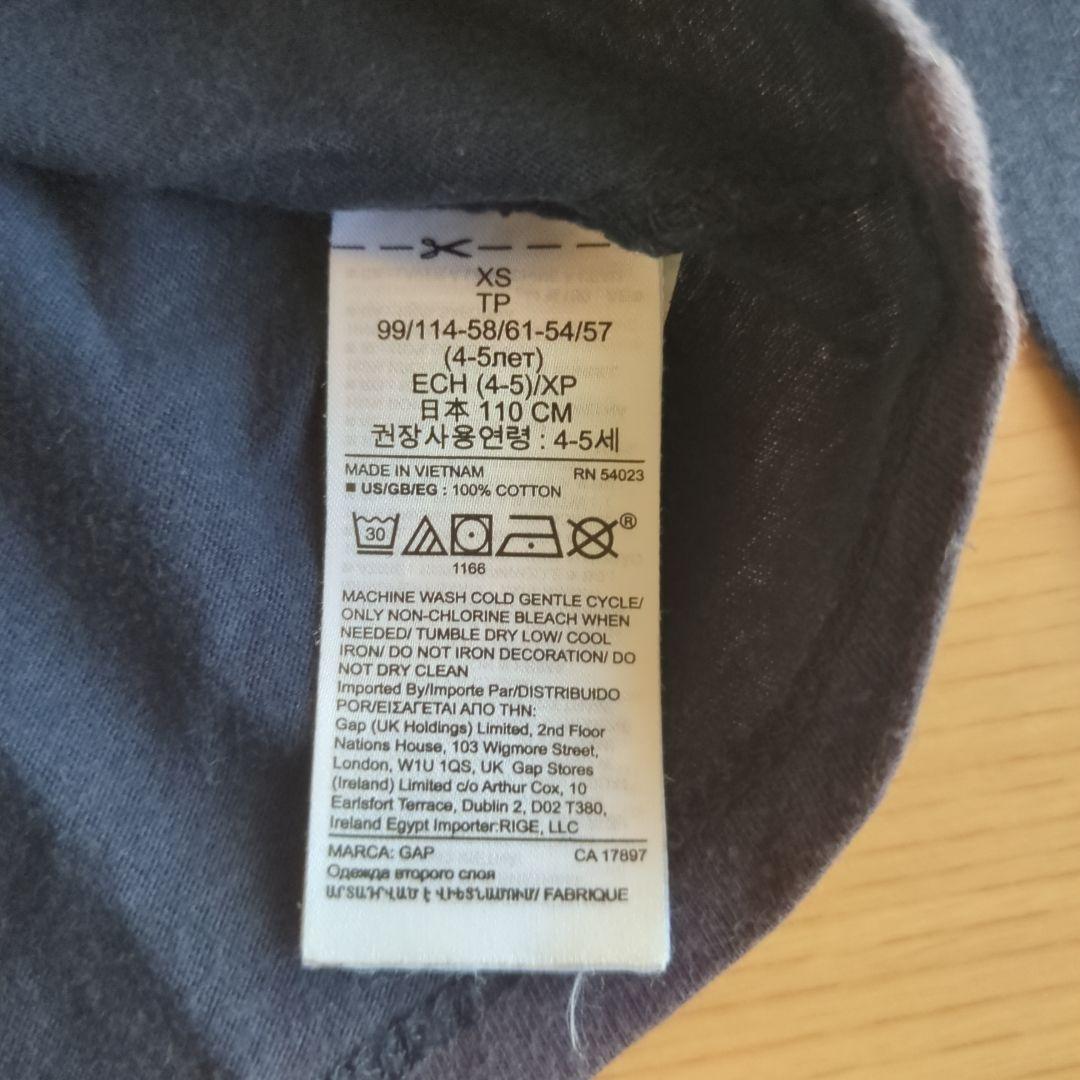 XS
TP
99/114-58/61-54/57
(4-5лет)
ECH (4-5)/XP
日本 110 CM
권장사용연령 : 4-5세
MADE IN VIETNAM RN 54023
■ US/GB/EG : 100% COTTON
30
®
1166
MACHINE WASH COLD GENTLE CYCLE/
ONLY NON-CHLORINE BLEACH WHEN
NEEDED/ TUMBLE DRY LOW/ COOL
IRON/ DO NOT IRON DECORATION/ DO
NOT DRY CLEAN
Imported By/Importe Par/DISTRIBUIDO
POR/ΕΙΣΑΓΕΤΑΙ ΑΠΟ ΤΗΝ:
Gap (UK Holdings) Limited, 2nd Floor
Nations House, 103 Wigmore Street,
London, W1U 1QS, UK Gap Stores
(Ireland) Limited c/o Arthur Cox, 10
Earlsfort Terrace, Dublin 2, D02 T380,
Ireland Egypt Importer:RIGE, LLC
MARCA: GAP CA 17897
Одежда второго слоя
ԱՐՏԱԴՐՎԱԾ Է ՎԻԵՏՆԱՄՈՒՄ/ FABRIQUE